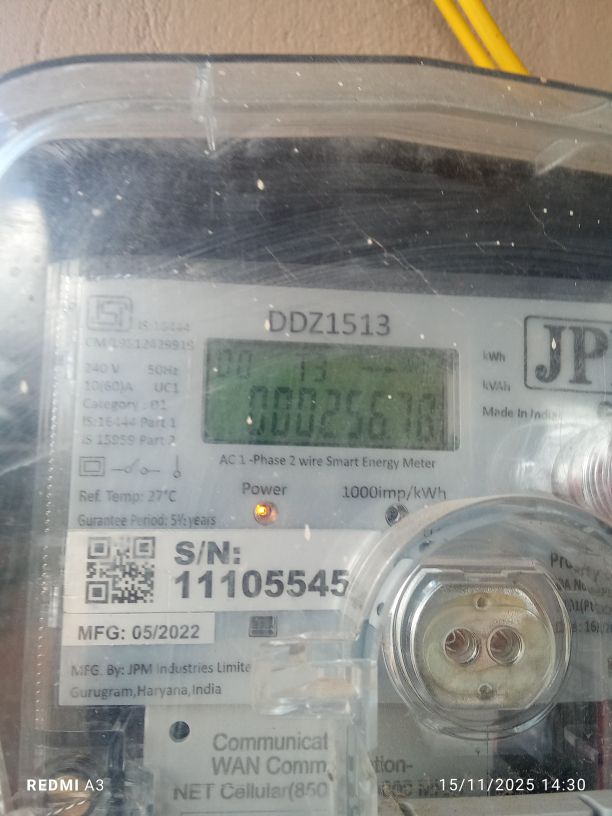 DDZ1513
IS 16444
240 V 50Hz
10(60)A UC1
Category : 01
IS:16444 Part 1
IS 15959 Part 2
kWh
kVAh
JP
Made In India
AC 1 -Phase 2 wire Smart Energy Meter
Ref. Temp: 27°C
Power
1000imp/kWh
Gurantee Period: 5½ years
S/N:
11105545
MFG: 05/2022
MFG. By: JPM Industries Limite
Gurugram,Haryana,India
Communicat
WAN Comm
NET Cellular(850
REDMI A3
15/11/2025 14:30